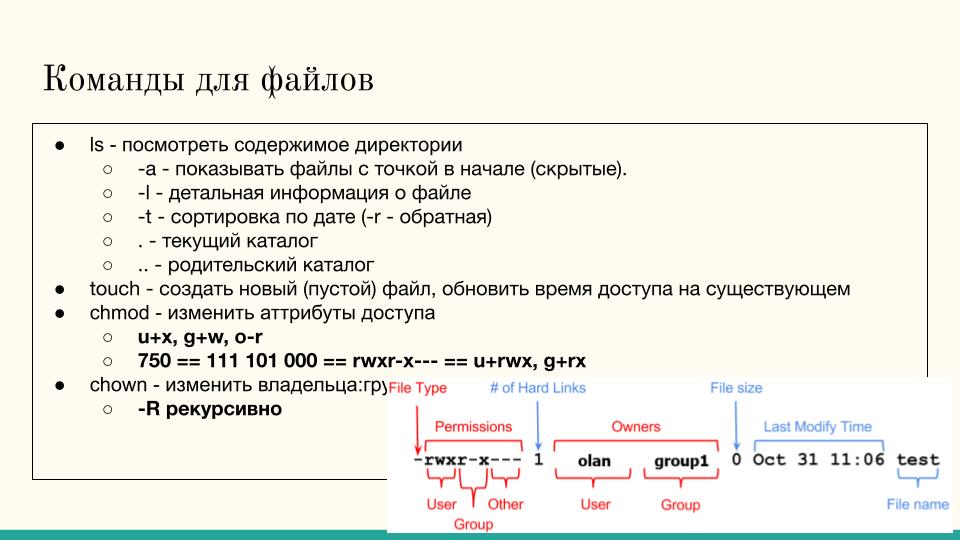 Команды для файлов
● ls - посмотреть содержимое директории
○ -a - показывать файлы с точкой в начале (скрытые).
○ -l - детальная информация о файле
○ -t - сортировка по дате (-r - обратная)
○ . - текущий каталог
○ .. - родительский каталог
● touch - создать новый (пустой) файл, обновить время доступа на существующем
● chmod - изменить аттрибуты доступа
○ u+x, g+w, o-r
○ 750 == 111 101 000 == rwxr-x--- == u+rwx, g+rx
● chown - изменить
○ -R рекурсивно
File Type # of Hard Links File size
Permissions Owners Last Modify Time
-rwxr-x--- 1 olan group1 0 Oct 31 11:06 test
User Other User Group File name
Group